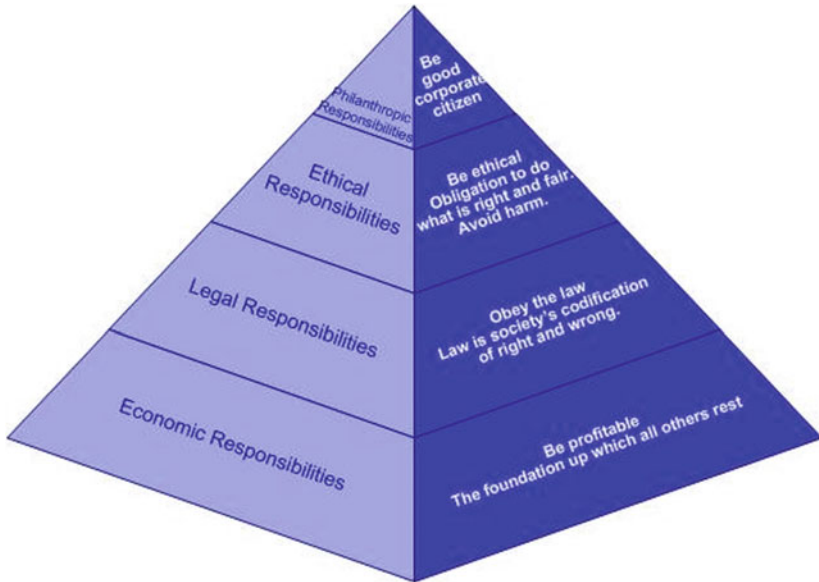 Philanthropic
Responsibilities
Be
good
corporate
citizen
Ethical
Responsibilities
Be ethical
Obligation to do
what is right and fair.
Avoid harm.
Legal Responsibilities
Obey the law
Law is society's codification
of right and wrong.
Economic Responsibilities
Be profitable
The foundation up which all others rest